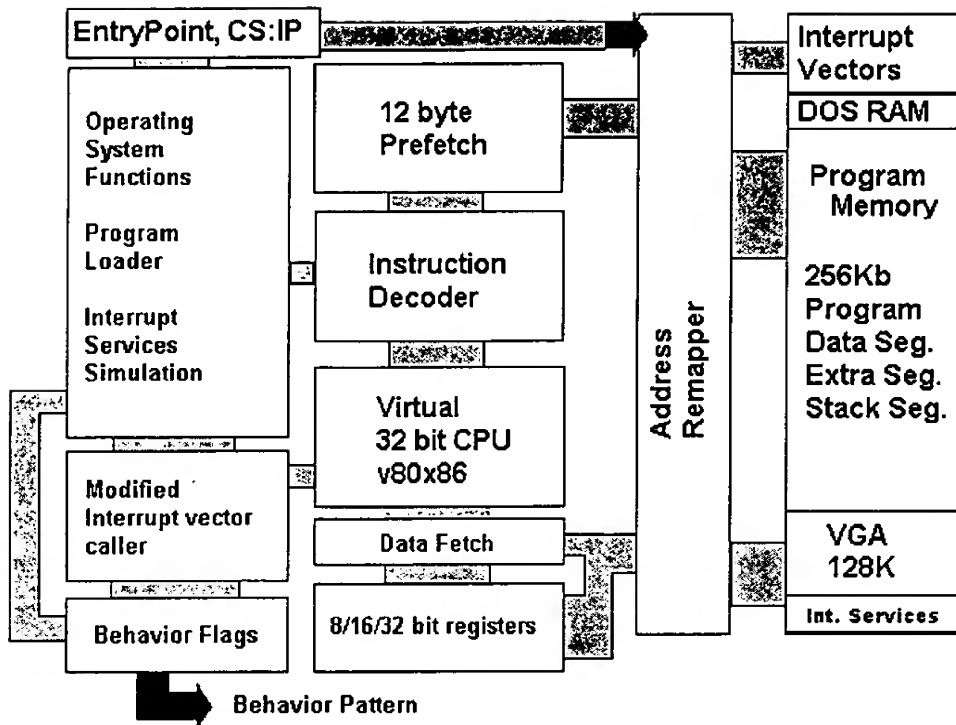 EntryPoint, CS:IP
Operating
System
Functions
Program
Loader
Interrupt
Services
Simulation
Modified
Interrupt vector
caller
Behavior Flags
Behavior Pattern
12 byte
Prefetch
Instruction
Decoder
Virtual
32 bit CPU
v80x86
Data Fetch
8/16/32 bit registers
Address
Remapper
Interrupt
Vectors
DOS RAM
Program
Memory
256Kb
Program
Data Seg.
Extra Seg.
Stack Seg.
VGA
128K
Int. Services